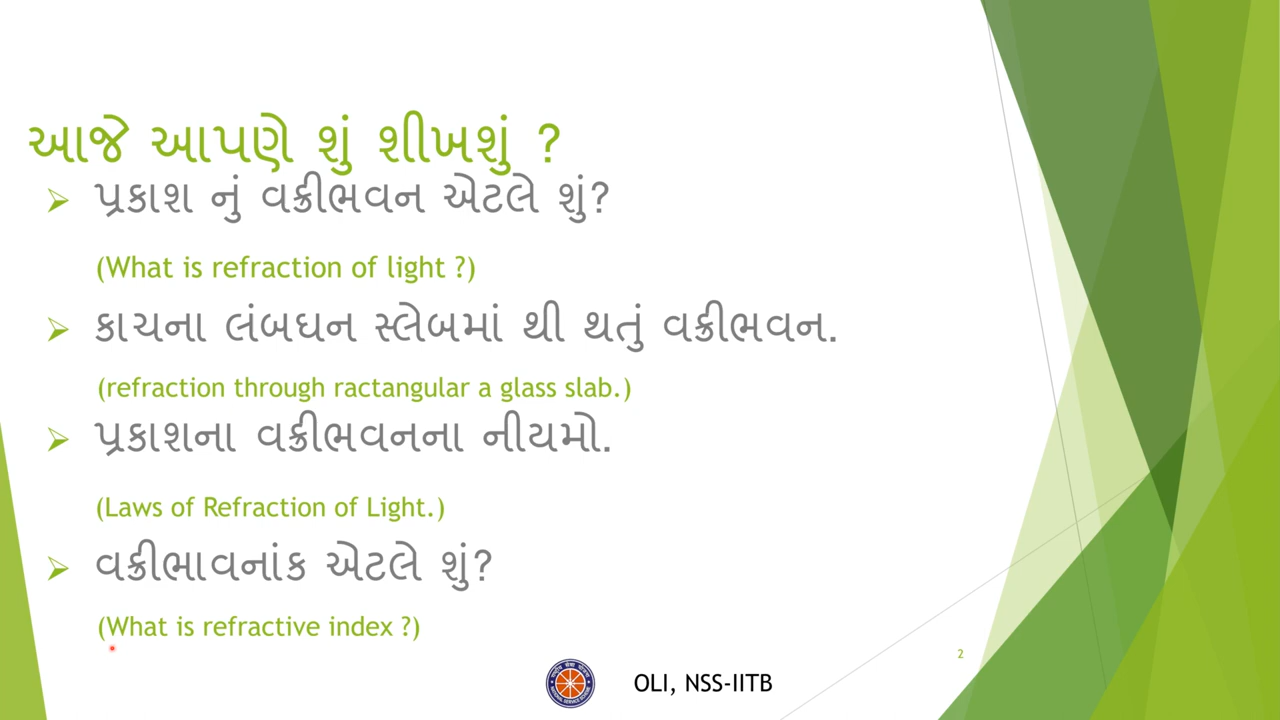 આજે આપણે શું શીખશું ?
પ્રકાશ નું વક્રીભવન એટલે શું?
(What is refraction of light ?)
કાચના લંબઘન સ્લેબમાં થી થતું વક્રીભવન.
(refraction through ractangular a glass slab.)
પ્રકાશના વક્રીભવનના નીયમો.
(Laws of Refraction of Light.)
વક્રીભાવનાંક એટલે શું?
(What is refractive index ?)
2
OLI, NSS-IITB